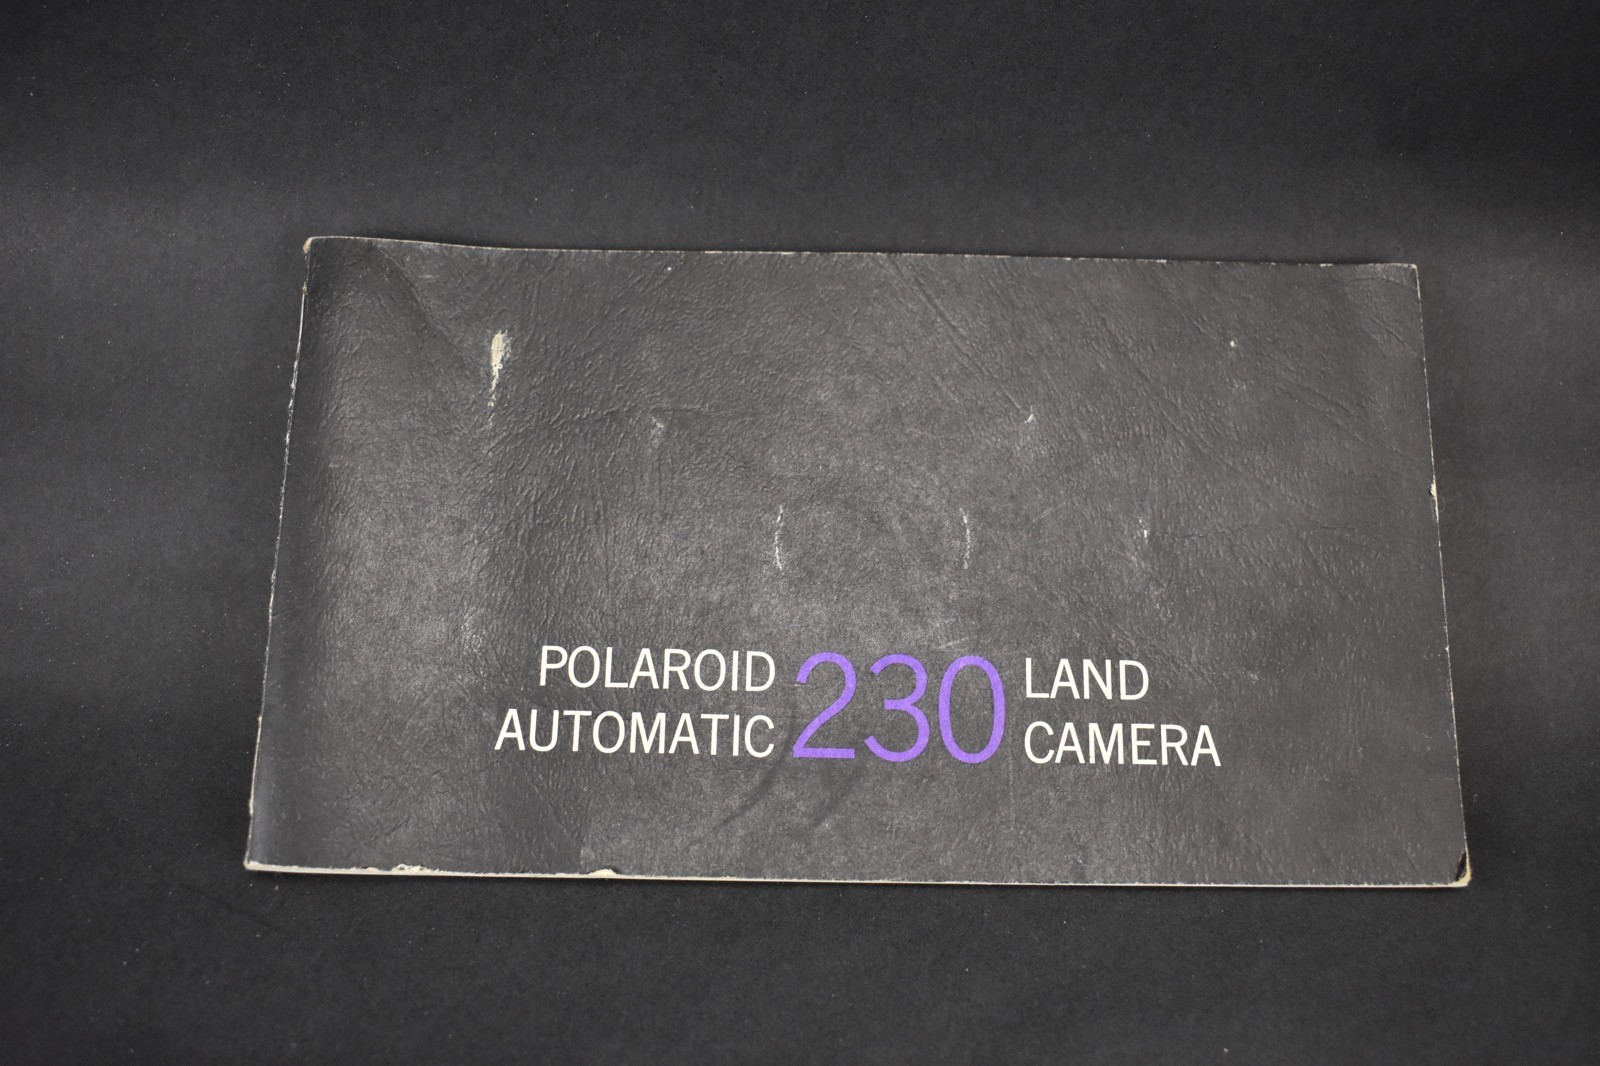 POLAROID
AUTOMATIC
230
LAND
CAMERA